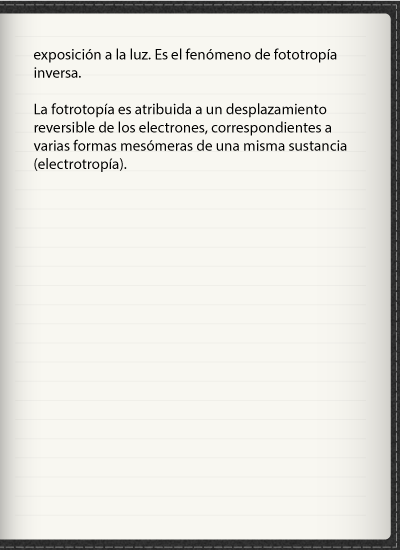 exposición a la luz. Es el fenómeno de fototropía
inversa.
La fotrotopía es atribuida a un desplazamiento
reversible de los electrones, correspondientes a
varias formas mesómeras de una misma sustancia
(electrotropía).